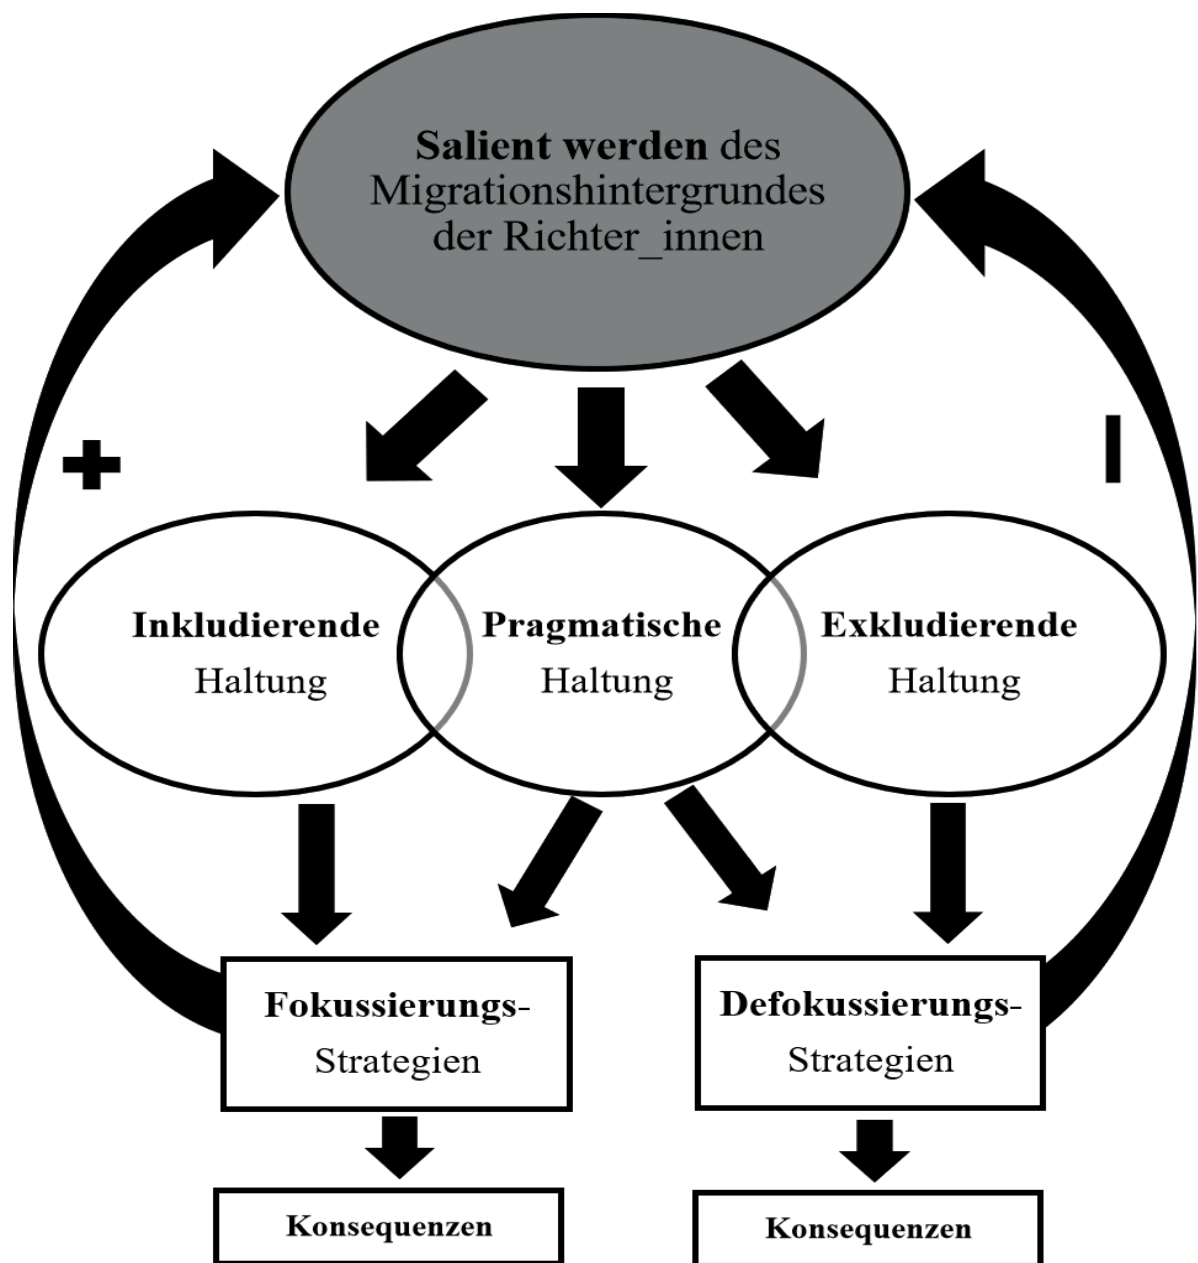 Salient werden des
Migrationshintergrundes
der Richter_innen
+
–
Inkludierende
Haltung
Pragmatische
Haltung
Exkludierende
Haltung
Fokussierungs-
Strategien
Defokussierungs-
Strategien
Konsequenzen
Konsequenzen